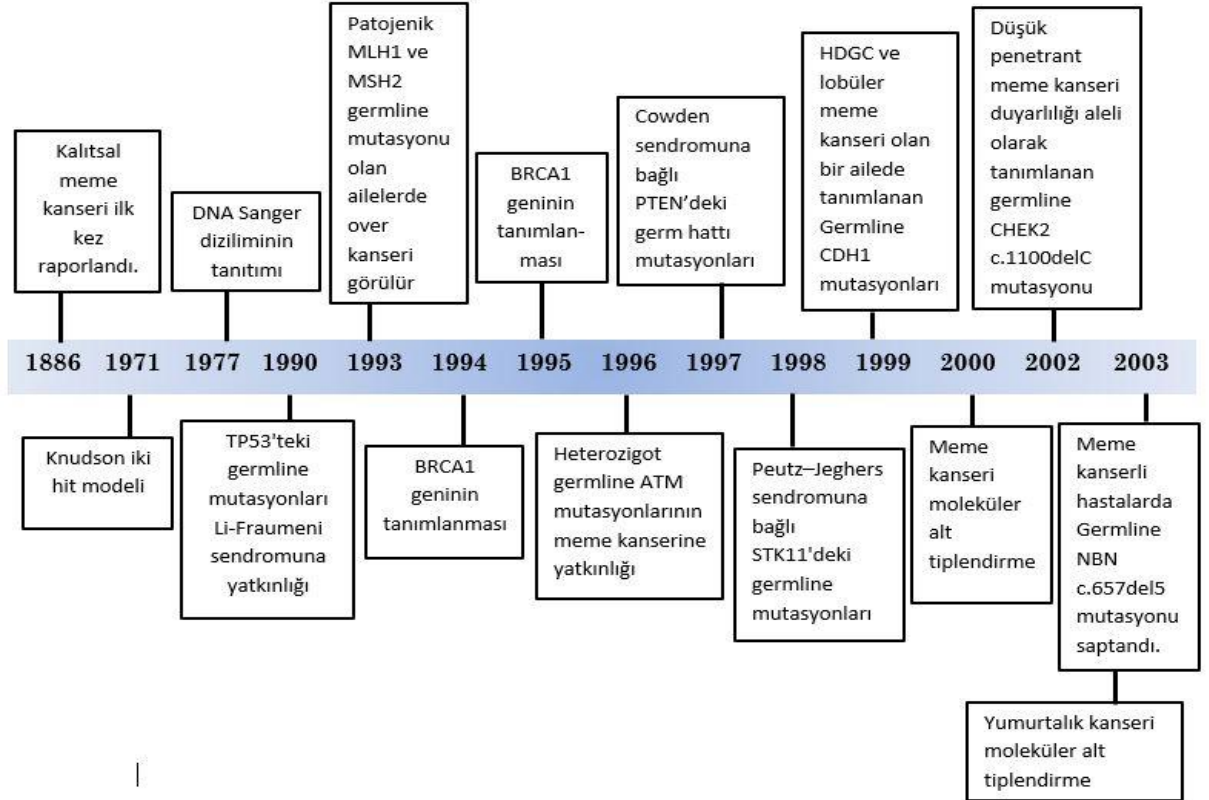 Kalıtsal
meme
kanseri ilk
kez
raporlandı.
DNA Sanger
diziliminin
tanıtımı
Patojenik
MLH1 ve
MSH2
germline
mutasyonu
olan
ailelerde
over
kanseri
görülür
BRCA1
geninin
tanımlan-
ması
Cowden
sendromuna
bağlı
PTEN’deki
germ hattı
mutasyonları
HDGC ve
lobüler
meme
kanseri olan
bir ailede
tanımlanan
Germline
CDH1
mutasyonları
Düşük
penetrant
meme kanseri
duyarlılığı aleli
olarak
tanımlanan
germline
CHEK2
c.1100delC
mutasyonu
1886 1971 1977 1990 1993 1994 1995 1996 1997 1998 1999 2000 2002 2003
Knudson iki
hit modeli
TP53'teki
germline
mutasyonları
Li-Fraumeni
sendromuna
yatkınlığı
BRCA1
geninin
tanımlanması
Heterozigot
germline ATM
mutasyonlarının
meme kanserine
yatkınlığı
Peutz–Jeghers
sendromuna
bağlı
STK11'deki
germline
mutasyonları
Meme
kanseri
moleküler
alt
tiplendirme
Meme
kanserli
hastalarda
Germline
NBN
c.657del5
mutasyonu
saptandı.
Yumurtalık kanseri
moleküler alt
tiplendirme